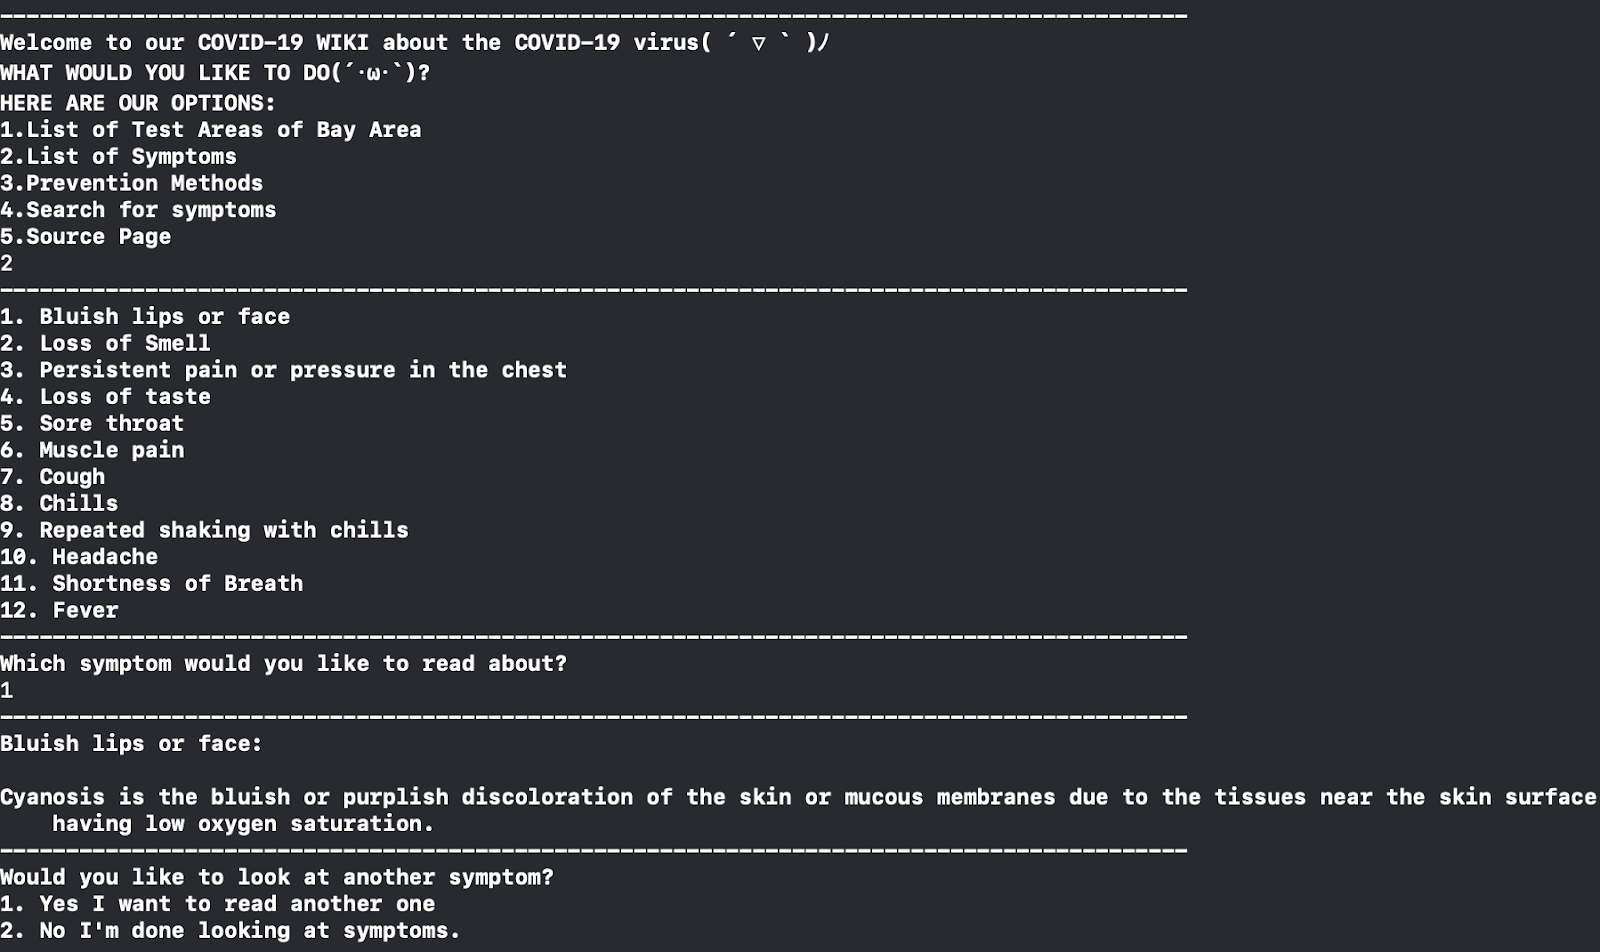 Welcome to our COVID-19 WIKI about the COVID-19 virus( ´ ▽ ` )ﾉ
WHAT WOULD YOU LIKE TO DO(´·ω·`)?
HERE ARE OUR OPTIONS:
1.List of Test Areas of Bay Area
2.List of Symptoms
3.Prevention Methods
4.Search for symptoms
5.Source Page
2
1. Bluish lips or face
2. Loss of Smell
3. Persistent pain or pressure in the chest
4. Loss of taste
5. Sore throat
6. Muscle pain
7. Cough
8. Chills
9. Repeated shaking with chills
10. Headache
11. Shortness of Breath
12. Fever
Which symptom would you like to read about?
1
Bluish lips or face:
Cyanosis is the bluish or purplish discoloration of the skin or mucous membranes due to the tissues near the skin surface
having low oxygen saturation.
Would you like to look at another symptom?
1. Yes I want to read another one
2. No I'm done looking at symptoms.